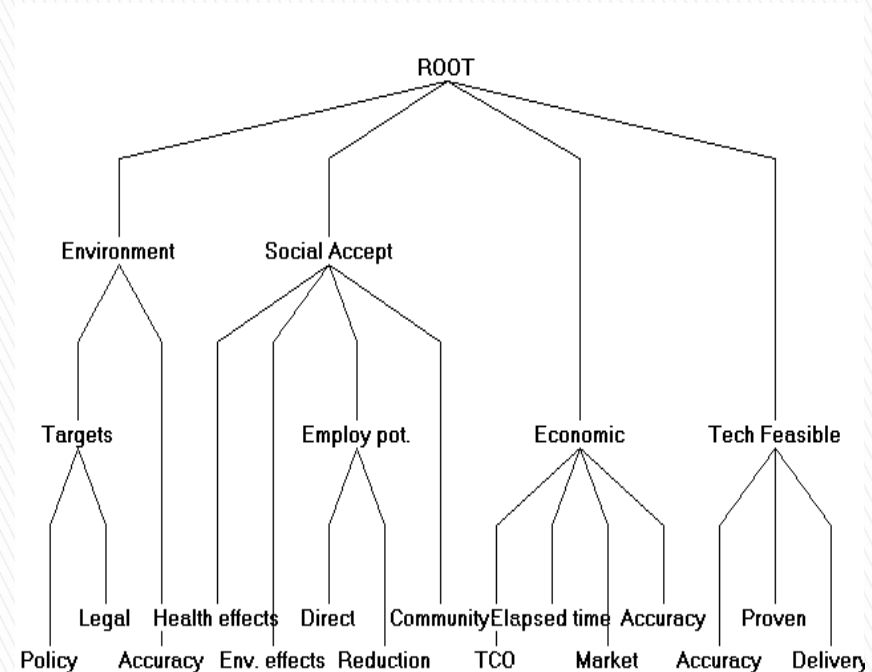 ROOT
Environment Social Accept
Targets Employ pot. Economic Tech Feasible
Legal Health effects Direct Community Elapsed time Accuracy Proven
Policy Accuracy Env. effects Reduction TCO Market Accuracy Delivery